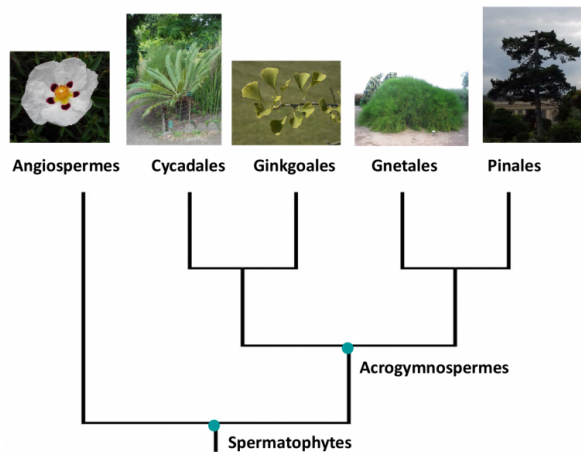 Angiospermes
Cycadales
Ginkgoales
Gnetales
Pinales
Acrogymnospermes
Spermatophytes